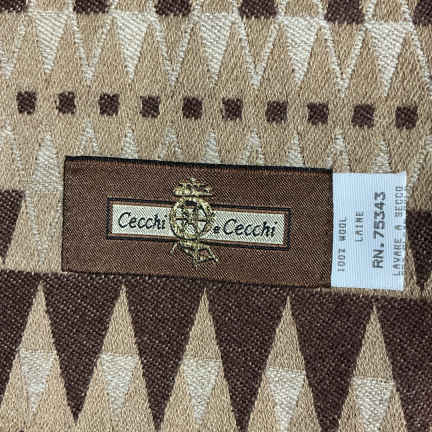 Cecchi e Cecchi
100% WOOL
LAINE
RN. 75343
LAVARE A SECCO